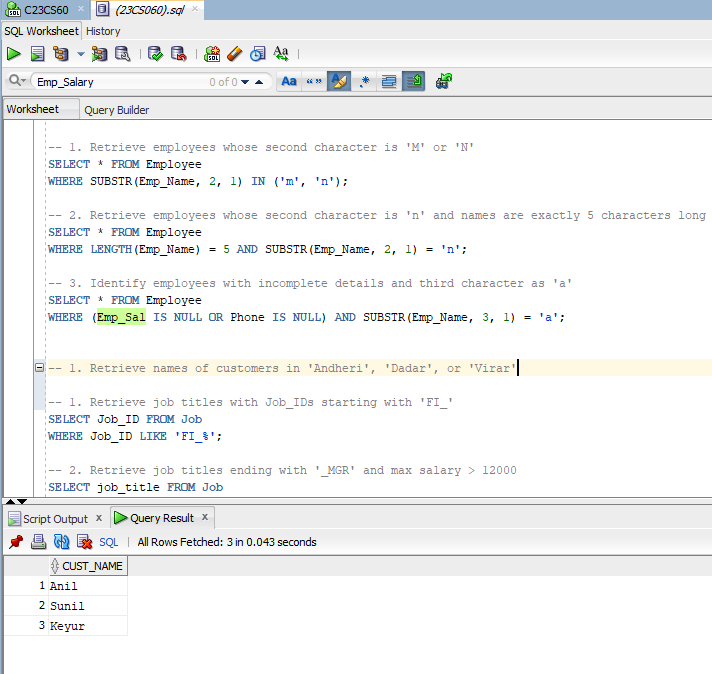 C23CS60 × (23CS060).sql ×
SQL Worksheet History
Emp_Salary 0 of 0 Aa “” .*
Worksheet Query Builder
-- 1. Retrieve employees whose second character is 'M' or 'N'
SELECT * FROM Employee
WHERE SUBSTR(Emp_Name, 2, 1) IN ('m', 'n');
-- 2. Retrieve employees whose second character is 'n' and names are exactly 5 characters long
SELECT * FROM Employee
WHERE LENGTH(Emp_Name) = 5 AND SUBSTR(Emp_Name, 2, 1) = 'n';
-- 3. Identify employees with incomplete details and third character as 'a'
SELECT * FROM Employee
WHERE (Emp_Sal IS NULL OR Phone IS NULL) AND SUBSTR(Emp_Name, 3, 1) = 'a';
-- 1. Retrieve names of customers in 'Andheri', 'Dadar', or 'Virar'
-- 1. Retrieve job titles with Job_IDs starting with 'FI_'
SELECT Job_ID FROM Job
WHERE Job_ID LIKE 'FI_%';
-- 2. Retrieve job titles ending with '_MGR' and max salary > 12000
SELECT job_title FROM Job
Script Output × Query Result ×
SQL | All Rows Fetched: 3 in 0.043 seconds
CUST_NAME
1 Anil
2 Sunil
3 Keyur